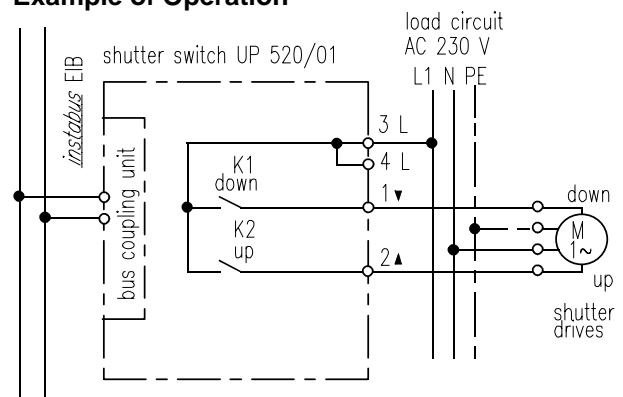 Example of Operation
load circuit
AC 230 V
L1 N PE
shutter switch UP 520/01
instabus EIB
bus coupling unit
3 L
4 L
K1
down
1▼
K2
up
2▲
down
M
1~
up
shutter
drives